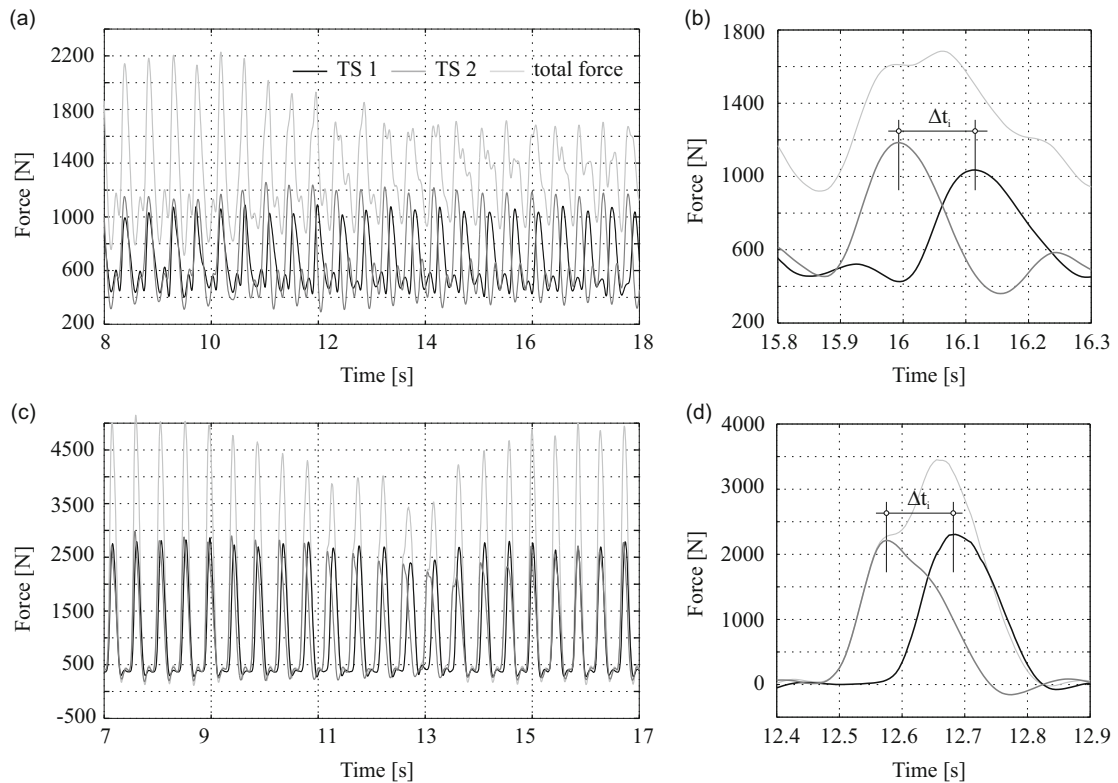 (a)
Force [N]
2200
1800
1400
1000
600
200
TS 1 TS 2 total force
8 10 12 14 16 18
Time [s]
(b)
Force [N]
1800
1400
1000
600
200
Δti
15.8 15.9 16 16.1 16.2 16.3
Time [s]
(c)
Force [N]
4500
3500
2500
1500
500
-500
7 9 11 13 15 17
Time [s]
(d)
Force [N]
4000
3000
2000
1000
0
Δti
12.4 12.5 12.6 12.7 12.8 12.9
Time [s]